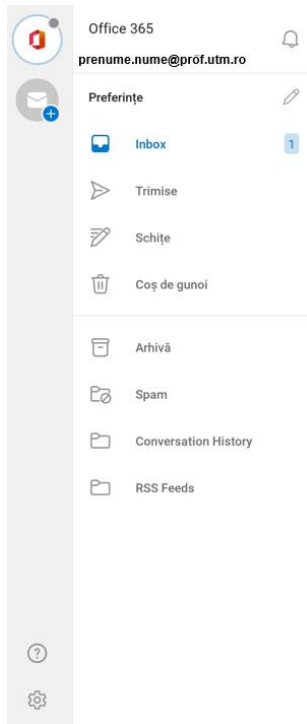 Office 365
prenume.nume@prof.utm.ro
Preferințe
Inbox
1
Trimise
Schițe
Coș de gunoi
Arhivă
Spam
Conversation History
RSS Feeds